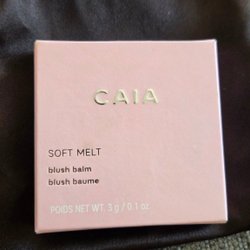 CAIA
SOFT MELT
blush balm
blush baume
POIDS NET WT. 3 g / 0.1 oz